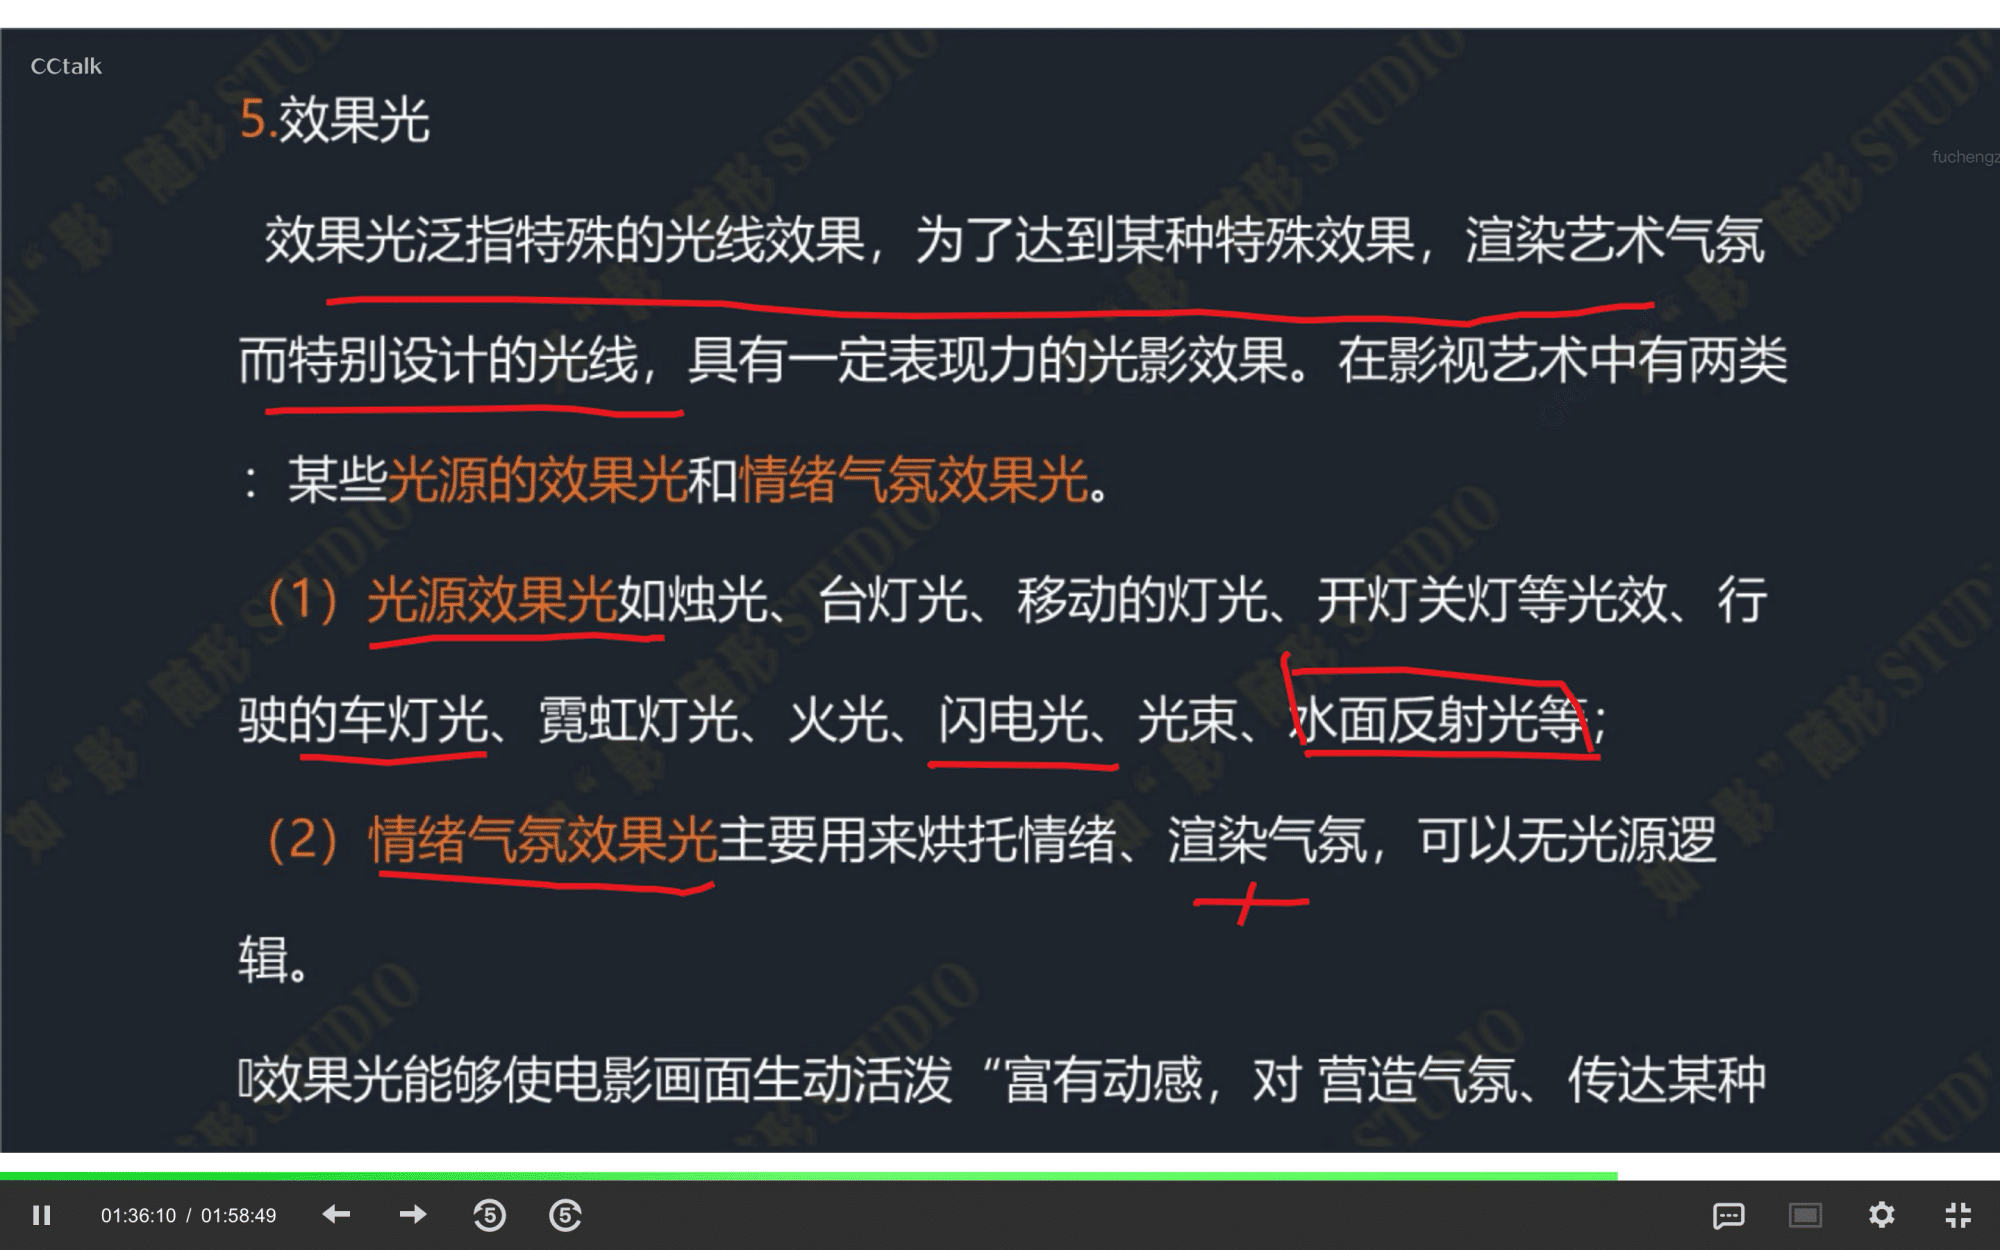 CCtalk
5.效果光
fuchengz
效果光泛指特殊的光线效果，为了达到某种特殊效果，渲染艺术气氛
而特别设计的光线，具有一定表现力的光影效果。在影视艺术中有两类
：某些光源的效果光和情绪气氛效果光。
（1）光源效果光如烛光、台灯光、移动的灯光、开灯关灯等光效、行
驶的车灯光、霓虹灯光、火光、闪电光、光束、水面反射光等；
（2）情绪气氛效果光主要用来烘托情绪、渲染气氛，可以无光源逻
辑。
效果光能够使电影画面生动活泼“富有动感，对 营造气氛、传达某种
如“影”随形 STUDIO
01:36:10 / 01:58:49
5
5